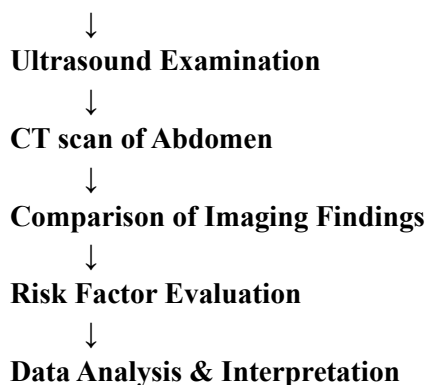 ↓
Ultrasound Examination
↓
CT scan of Abdomen
↓
Comparison of Imaging Findings
↓
Risk Factor Evaluation
↓
Data Analysis & Interpretation